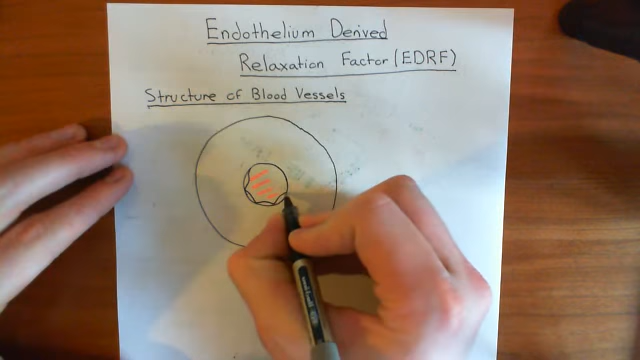 Endothelium Derived
Relaxation Factor (EDRF)
Structure of Blood Vessels